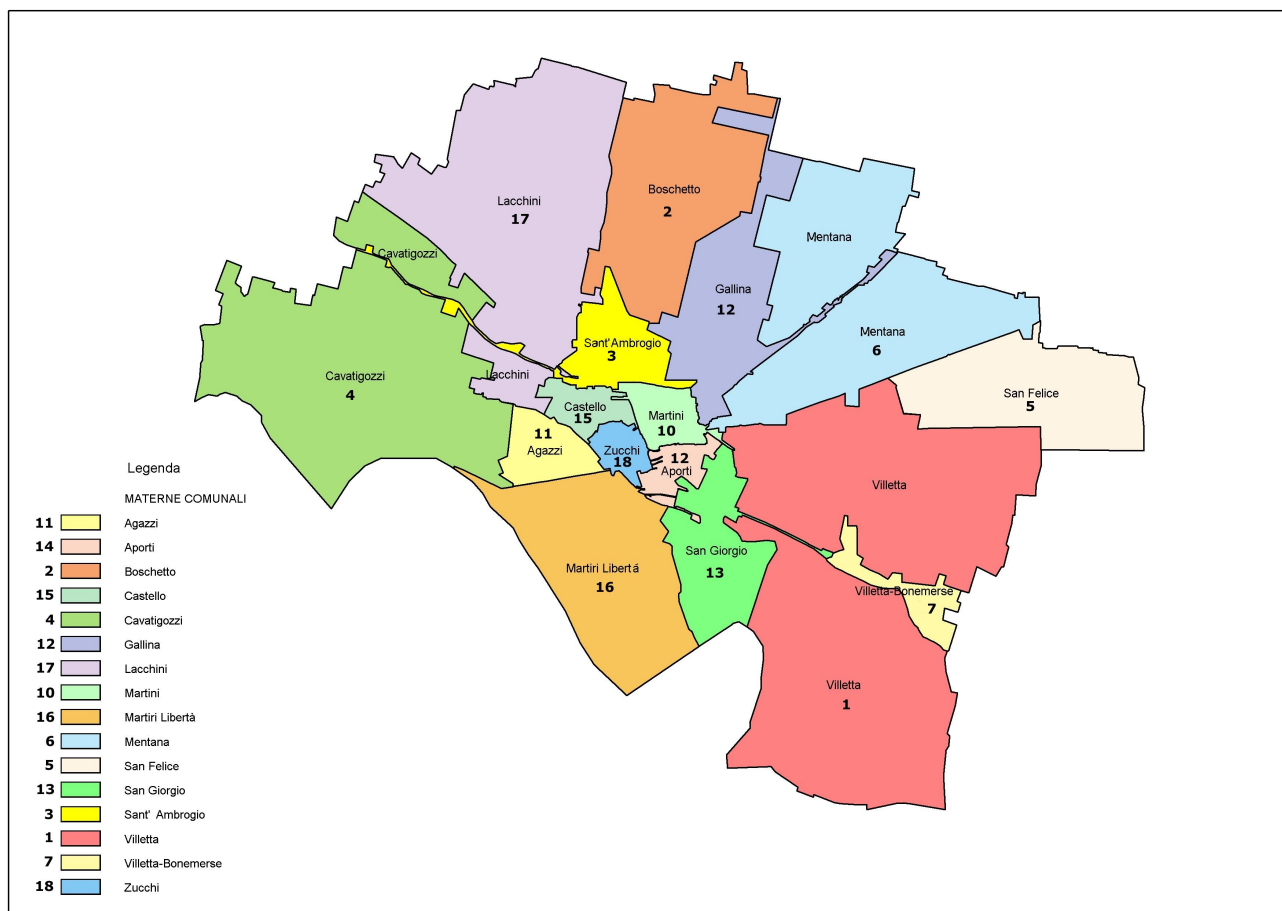 Lacchini
17
Boschetto
2
Mentana
Cavatigozzi
Gallina
12
Mentana
6
Sant'Ambrogio
3
Cavatigozzi
4
Lacchini
San Felice
5
Castello
15
Martini
10
11
Agazzi
Zucchi
18
12
Aporti
Villetta
San Giorgio
13
Martiri Libertá
16
Villetta-Bonemerse
7
Villetta
1
Legenda
MATERNE COMUNALI
11 Agazzi
14 Aporti
2 Boschetto
15 Castello
4 Cavatigozzi
12 Gallina
17 Lacchini
10 Martini
16 Martiri Libertà
6 Mentana
5 San Felice
13 San Giorgio
3 Sant' Ambrogio
1 Villetta
7 Villetta-Bonemerse
18 Zucchi